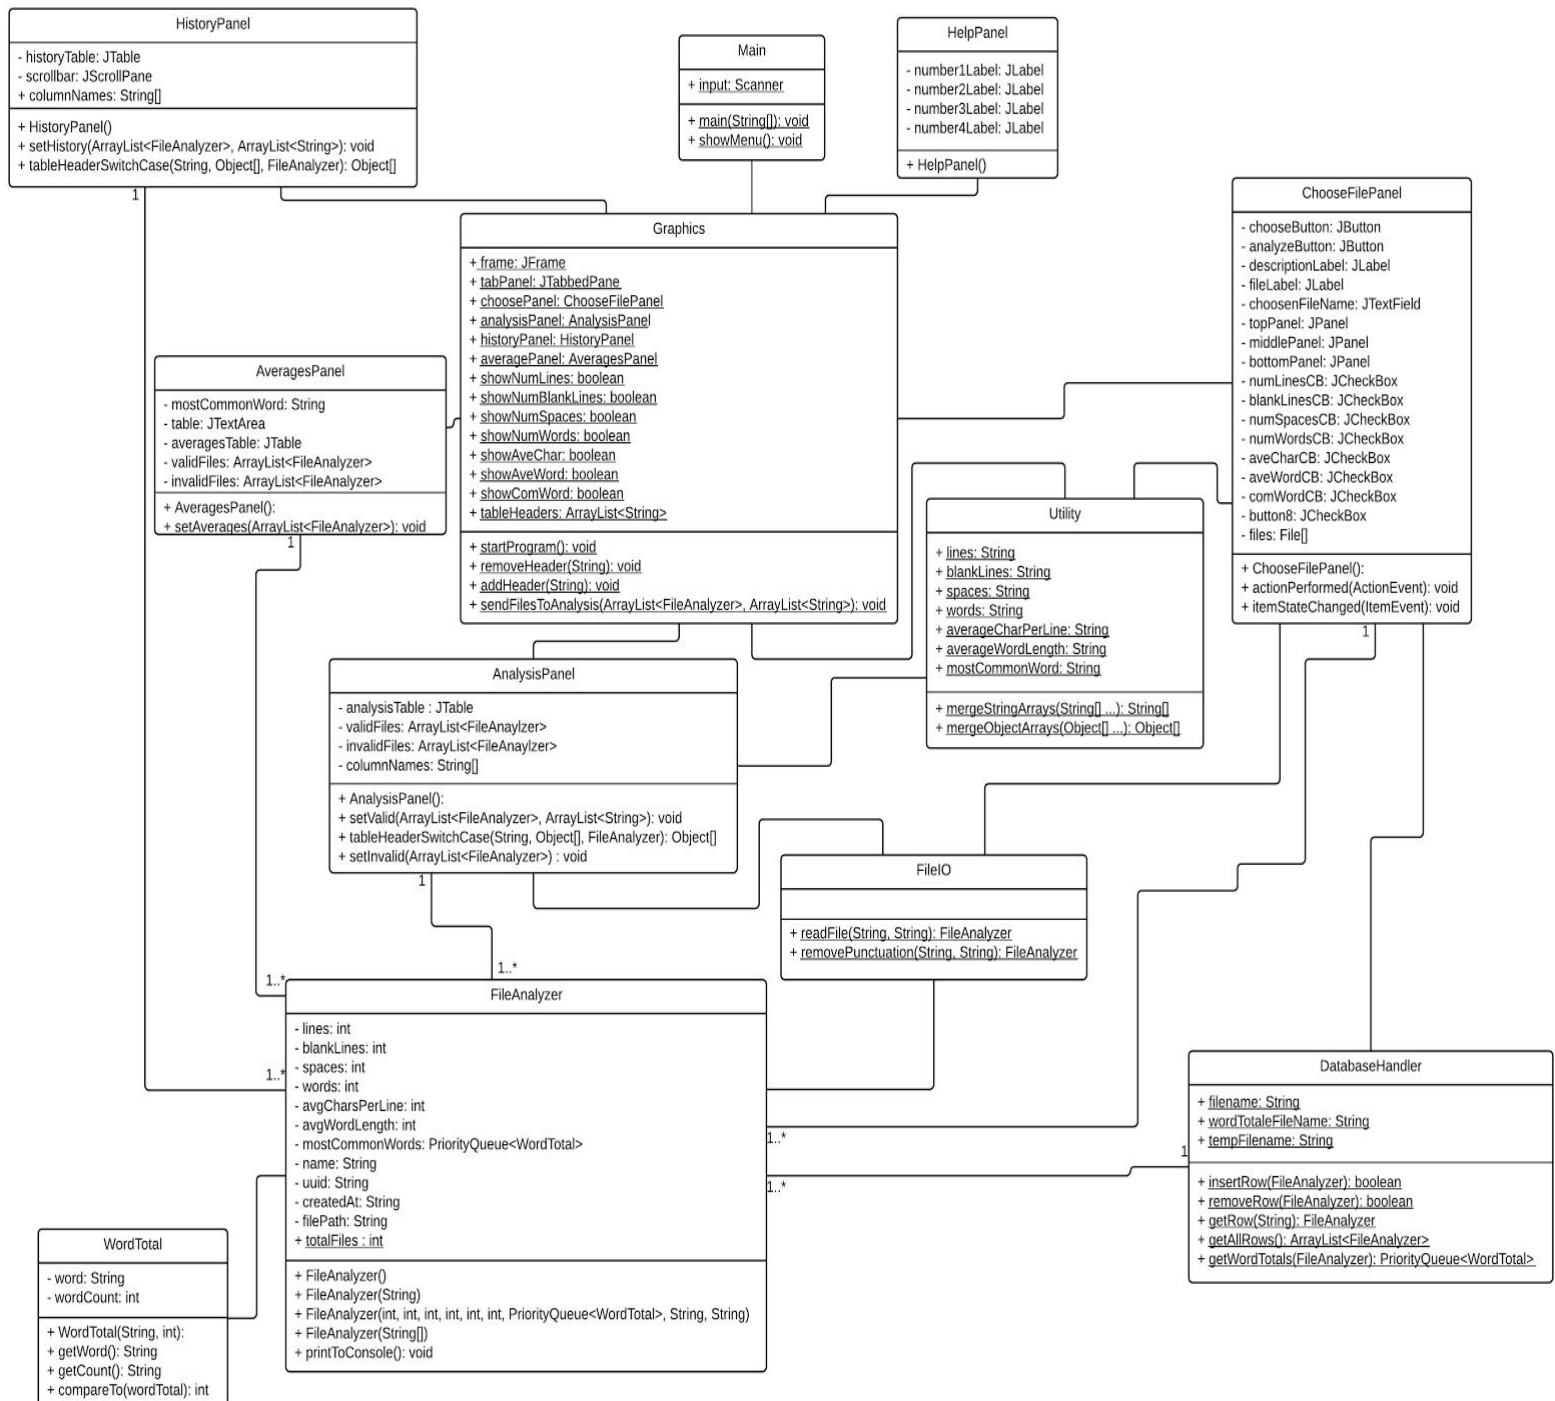 HistoryPanel
- historyTable: JTable
- scrollbar: JScrollPane
+ columnNames: String[]
+ HistoryPanel()
+ setHistory(ArrayList<FileAnalyzer>, ArrayList<String>): void
+ tableHeaderSwitchCase(String, Object[], FileAnalyzer): Object[]
1
Main
+ input: Scanner
+ main(String[]): void
+ showMenu(): void
HelpPanel
- number1Label: JLabel
- number2Label: JLabel
- number3Label: JLabel
- number4Label: JLabel
+ HelpPanel()
ChooseFilePanel
- chooseButton: JButton
- analyzeButton: JButton
- descriptionLabel: JLabel
- fileLabel: JLabel
- choosenFileName: JTextField
- topPanel: JPanel
- middlePanel: JPanel
- bottomPanel: JPanel
- numLinesCB: JCheckBox
- blankLinesCB: JCheckBox
- numSpacesCB: JCheckBox
- numWordsCB: JCheckBox
- aveCharCB: JCheckBox
- aveWordCB: JCheckBox
- comWordCB: JCheckBox
- button8: JCheckBox
- files: File[]
+ ChooseFilePanel():
+ actionPerformed(ActionEvent): void
+ itemStateChanged(ItemEvent): void
1
Graphics
+ frame: JFrame
+ tabPanel: JTabbedPane
+ choosePanel: ChooseFilePanel
+ analysisPanel: AnalysisPanel
+ historyPanel: HistoryPanel
+ averagePanel: AveragesPanel
+ showNumLines: boolean
+ showNumBlankLines: boolean
+ showNumSpaces: boolean
+ showNumWords: boolean
+ showAveChar: boolean
+ showAveWord: boolean
+ showComWord: boolean
+ tableHeaders: ArrayList<String>
+ startProgram(): void
+ removeHeader(String): void
+ addHeader(String): void
+ sendFilesToAnalysis(ArrayList<FileAnalyzer>, ArrayList<String>): void
AveragesPanel
- mostCommonWord: String
- table: JTextArea
- averagesTable: JTable
- validFiles: ArrayList<FileAnalyzer>
- invalidFiles: ArrayList<FileAnalyzer>
+ AveragesPanel():
+ setAverages(ArrayList<FileAnalyzer>): void
1
Utility
+ lines: String
+ blankLines: String
+ spaces: String
+ words: String
+ averageCharPerLine: String
+ averageWordLength: String
+ mostCommonWord: String
+ mergeStringArrays(String[] ...): String[]
+ mergeObjectArrays(Object[] ...): Object[]
AnalysisPanel
- analysisTable : JTable
- validFiles: ArrayList<FileAnaylzer>
- invalidFiles: ArrayList<FileAnaylzer>
- columnNames: String[]
+ AnalysisPanel():
+ setValid(ArrayList<FileAnalyzer>, ArrayList<String>): void
+ tableHeaderSwitchCase(String, Object[], FileAnalyzer): Object[]
+ setInvalid(ArrayList<FileAnalyzer>) : void
1
FileIO
+ readFile(String, String): FileAnalyzer
+ removePunctuation(String, String): FileAnalyzer
1..*
1..*
1..*
FileAnalyzer
- lines: int
- blankLines: int
- spaces: int
- words: int
- avgCharsPerLine: int
- avgWordLength: int
- mostCommonWords: PriorityQueue<WordTotal>
- name: String
- uuid: String
- createdAt: String
- filePath: String
+ totalFiles : int
+ FileAnalyzer()
+ FileAnalyzer(String)
+ FileAnalyzer(int, int, int, int, int, int, PriorityQueue<WordTotal>, String, String)
+ FileAnalyzer(String[])
+ printToConsole(): void
1..*
1..*
1
DatabaseHandler
+ filename: String
+ wordTotaleFileName: String
+ tempFilename: String
+ insertRow(FileAnalyzer): boolean
+ removeRow(FileAnalyzer): boolean
+ getRow(String): FileAnalyzer
+ getAllRows(): ArrayList<FileAnalyzer>
+ getWordTotals(FileAnalyzer): PriorityQueue<WordTotal>
WordTotal
- word: String
- wordCount: int
+ WordTotal(String, int):
+ getWord(): String
+ getCount(): String
+ compareTo(wordTotal): int